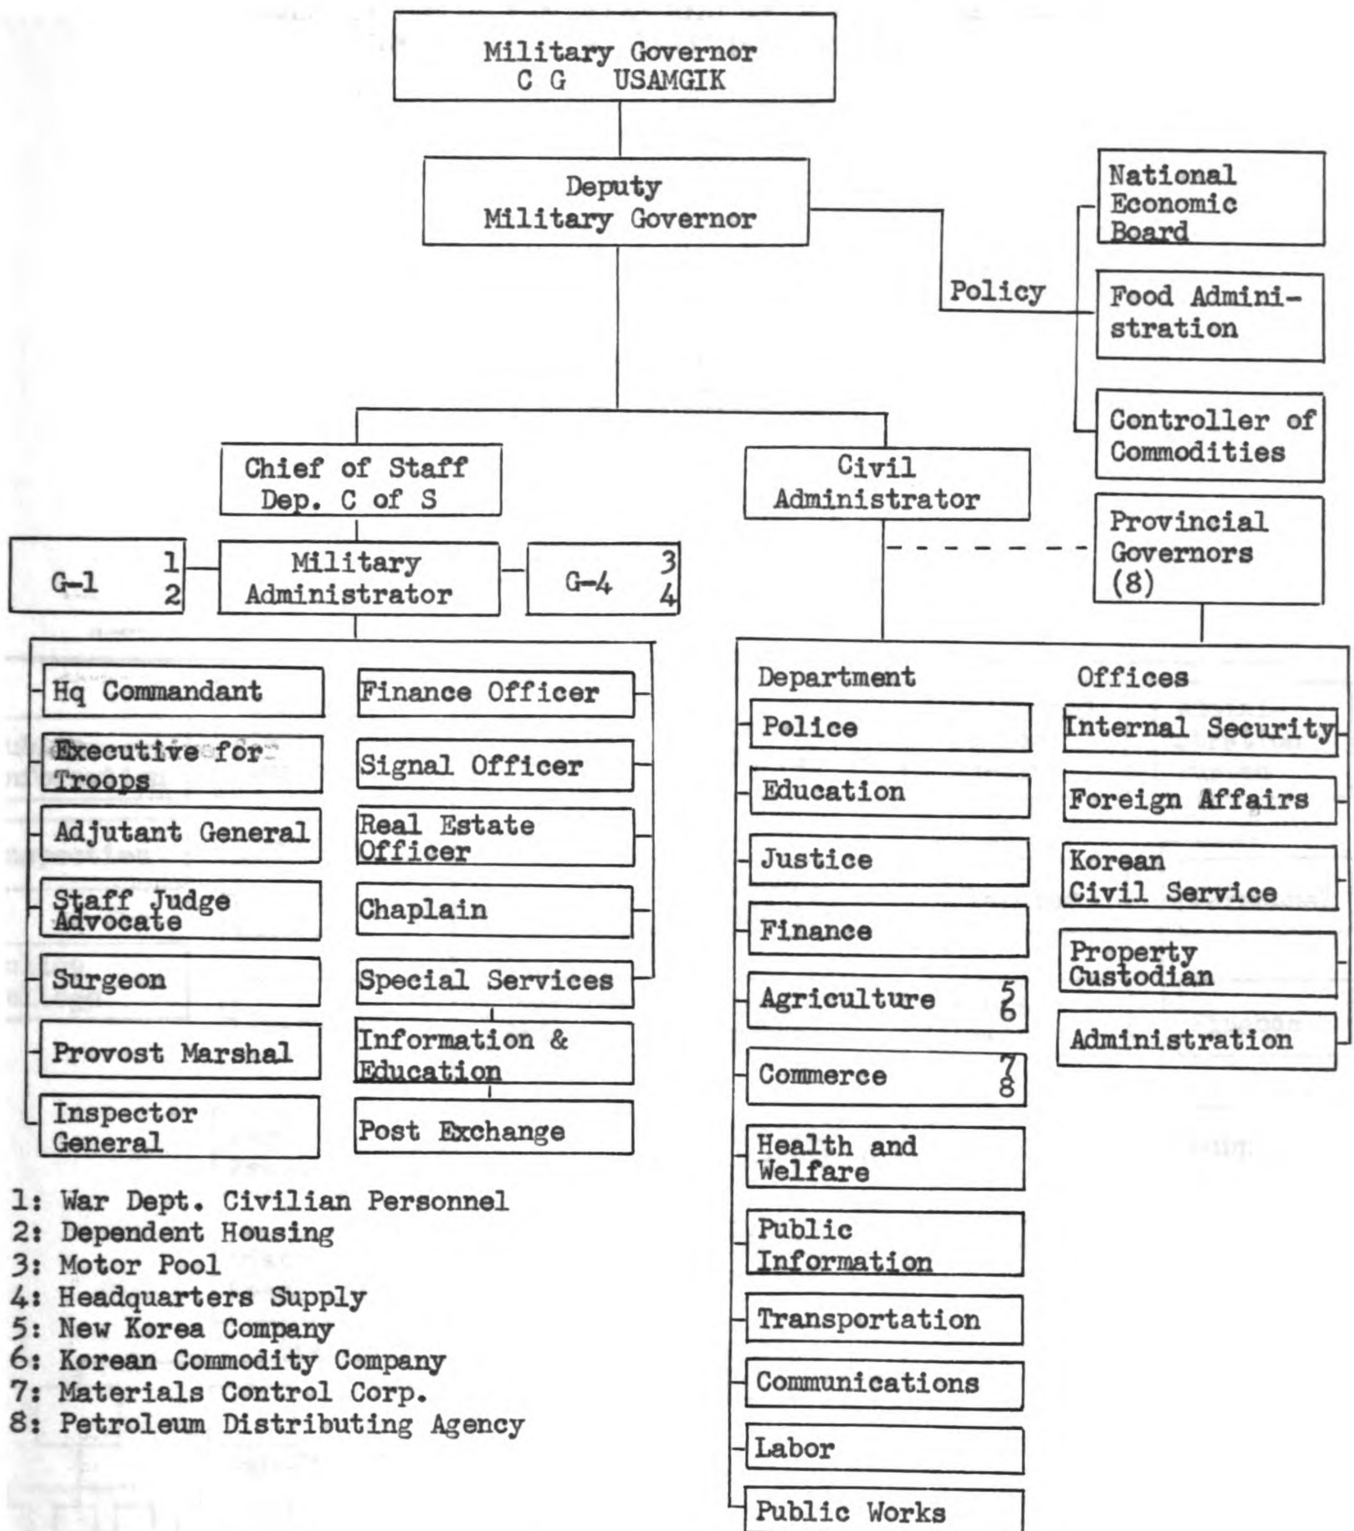 Military Governor
C G USAMGIK
Deputy
Military Governor
National
Economic
Board
Policy
Food Admini-
stration
Controller of
Commodities
Chief of Staff
Dep. C of S
Civil
Administrator
Provincial
Governors
(8)
G-1
1
2
Military
Administrator
G-4
3
4
Hq Commandant
Executive for
Troops
Adjutant General
Staff Judge
Advocate
Surgeon
Provost Marshal
Inspector
General
Finance Officer
Signal Officer
Real Estate
Officer
Chaplain
Special Services
Information &
Education
Post Exchange
Department
Police
Education
Justice
Finance
Agriculture
5
6
Commerce
7
8
Health and
Welfare
Public
Information
Transportation
Communications
Labor
Public Works
Offices
Internal Security
Foreign Affairs
Korean
Civil Service
Property
Custodian
Administration
1: War Dept. Civilian Personnel
2: Dependent Housing
3: Motor Pool
4: Headquarters Supply
5: New Korea Company
6: Korean Commodity Company
7: Materials Control Corp.
8: Petroleum Distributing Agency